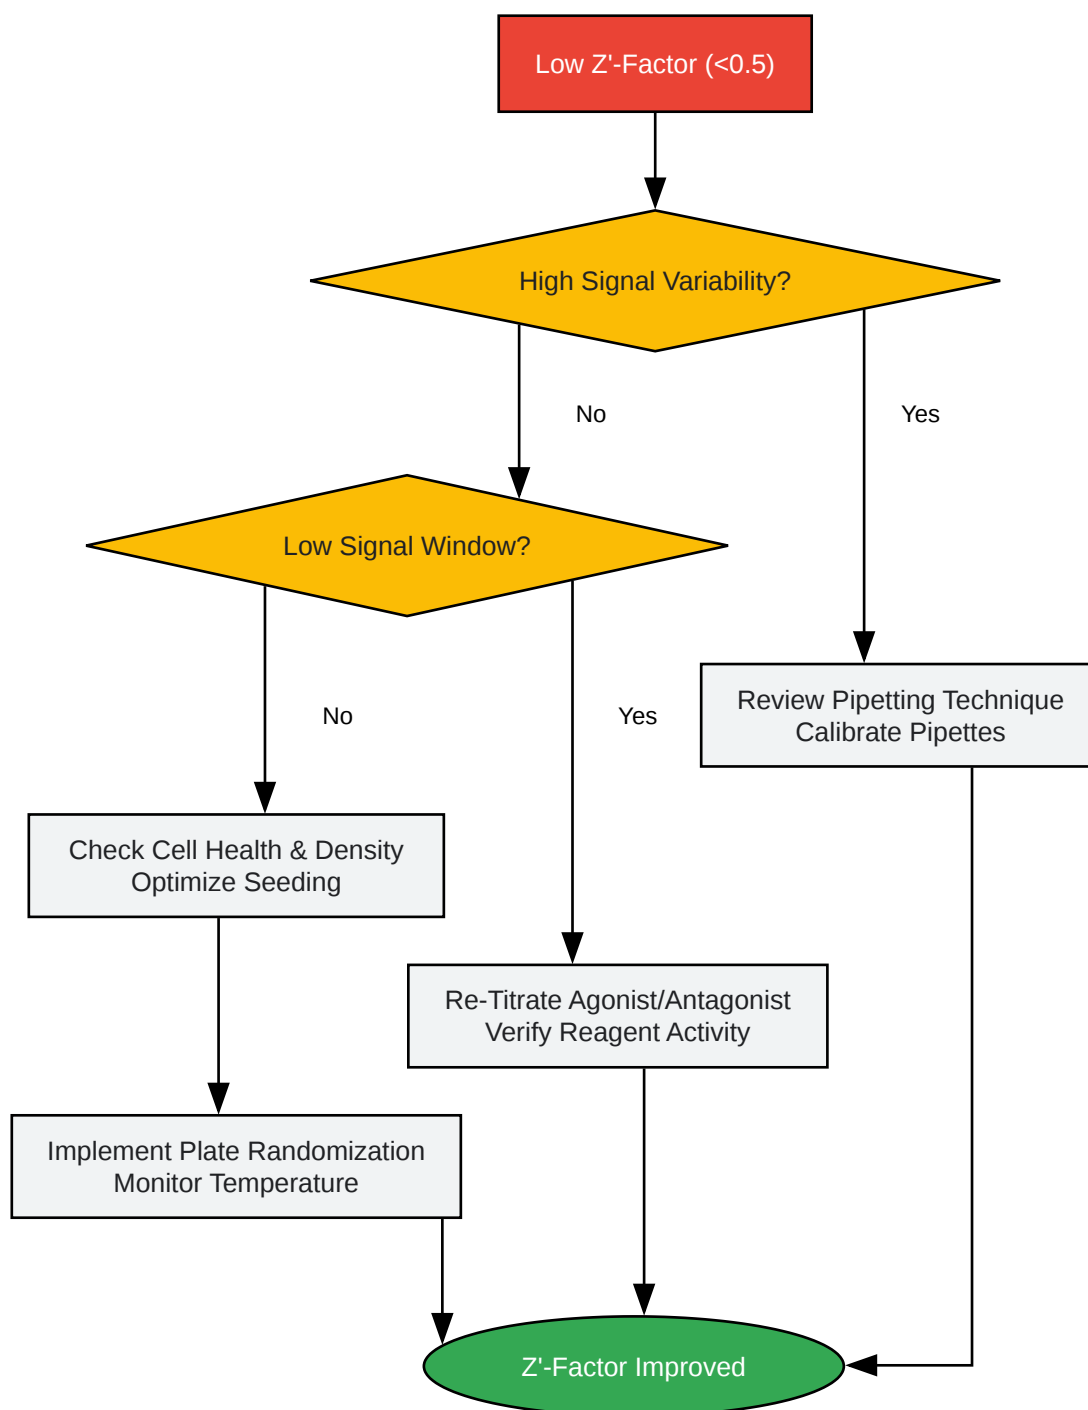 Low Z'-Factor (<0.5)
High Signal Variability?
No
Yes
Low Signal Window?
Review Pipetting Technique
Calibrate Pipettes
No
Yes
Check Cell Health & Density
Optimize Seeding
Re-Titrate Agonist/Antagonist
Verify Reagent Activity
Implement Plate Randomization
Monitor Temperature
Z'-Factor Improved